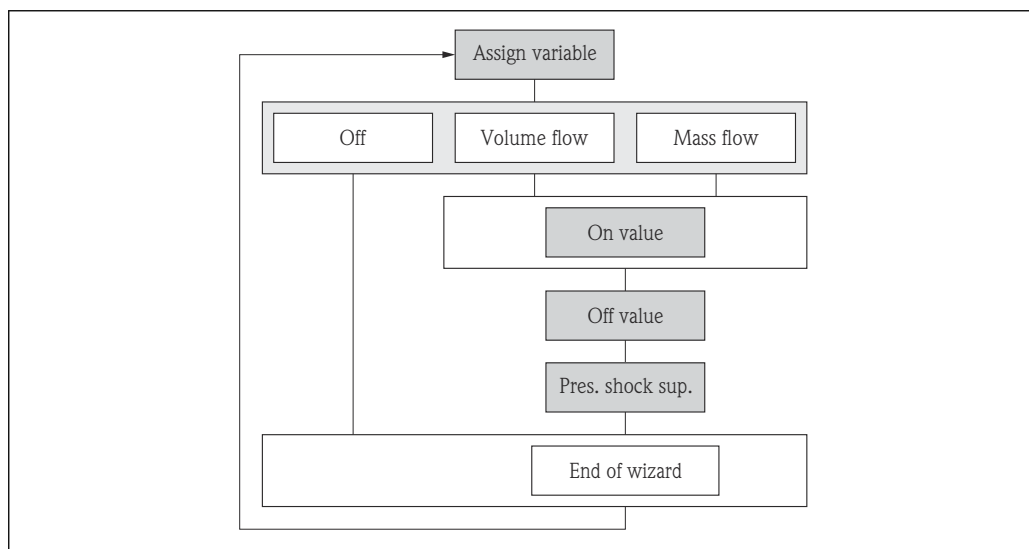 Assign variable
Off
Volume flow
Mass flow
On value
Off value
Pres. shock sup.
End of wizard